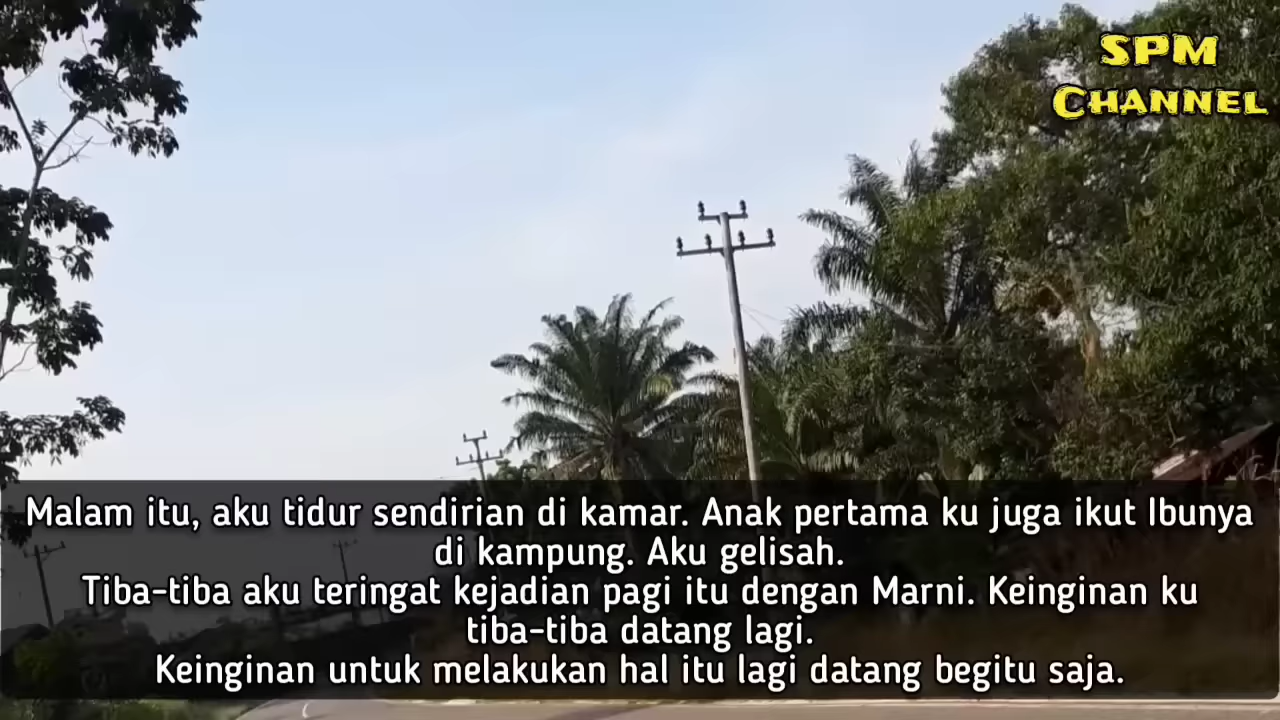 SPM
CHANNEL
Malam itu, aku tidur sendirian di kamar. Anak pertama ku juga ikut Ibunya
di kampung. Aku gelisah.
Tiba-tiba aku teringat kejadian pagi itu dengan Marni. Keinginan ku
tiba-tiba datang lagi.
Keinginan untuk melakukan hal itu lagi datang begitu saja.